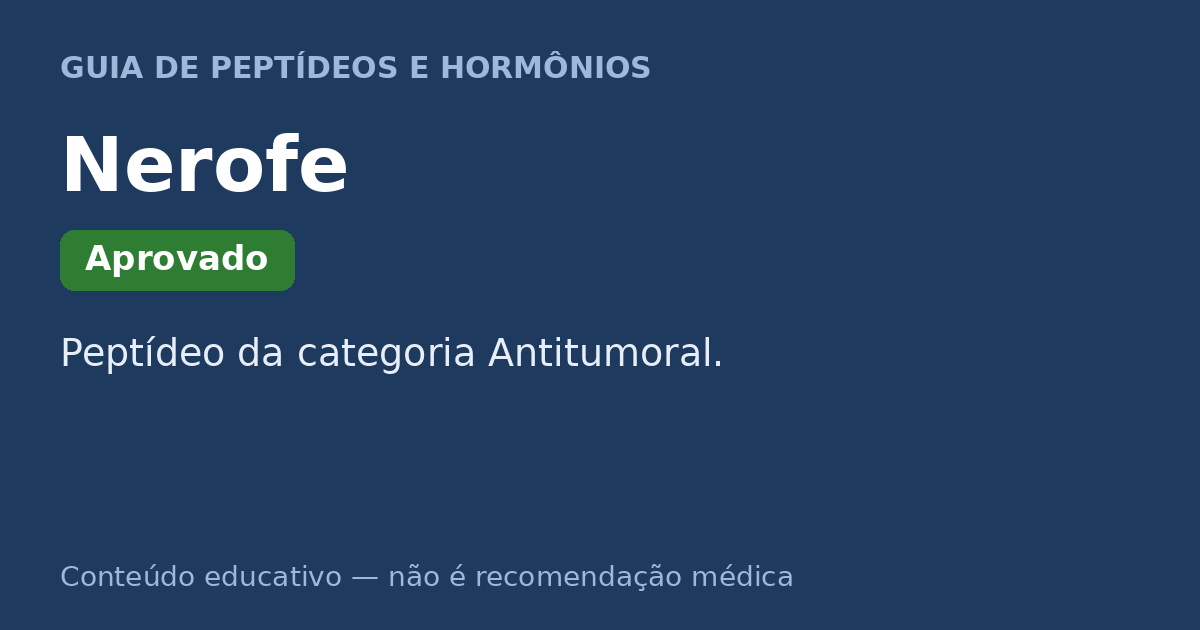 GUIA DE PEPTÍDEOS E HORMÔNIOS
Nerofe
Aprovado
Peptídeo da categoria Antitumoral.
Conteúdo educativo — não é recomendação médica